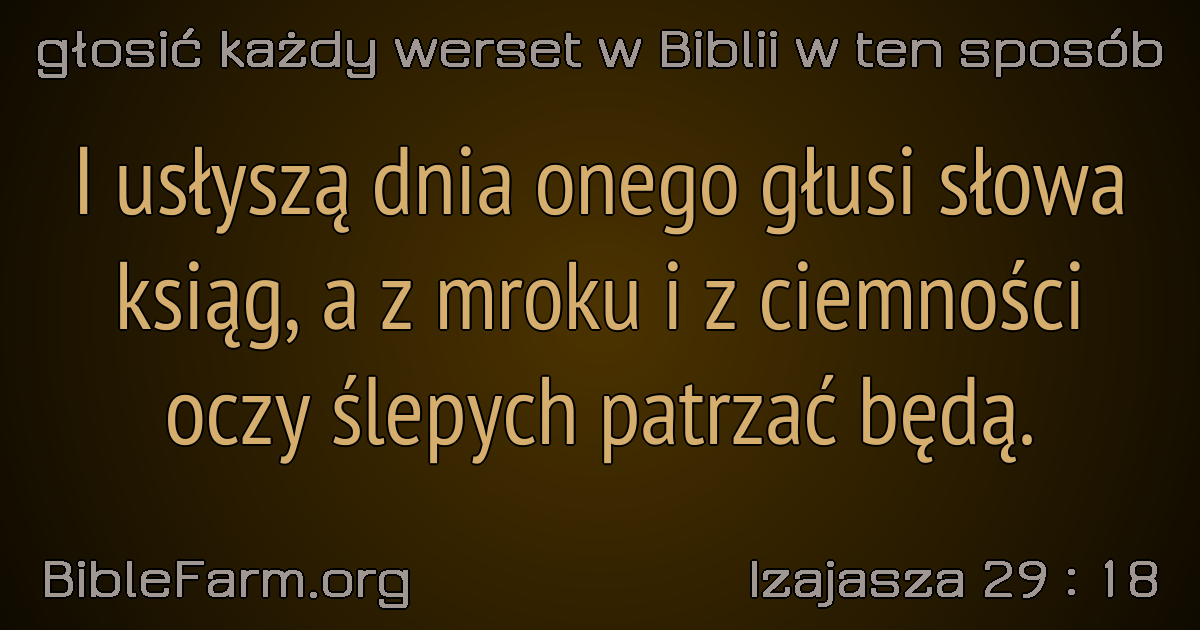 głosić każdy werset w Biblii w ten sposób
I usłyszą dnia onego głusi słowa
ksiąg, a z mroku i z ciemności
oczy ślepych patrzać będą.
BibleFarm.org
Izajasza 29 : 18